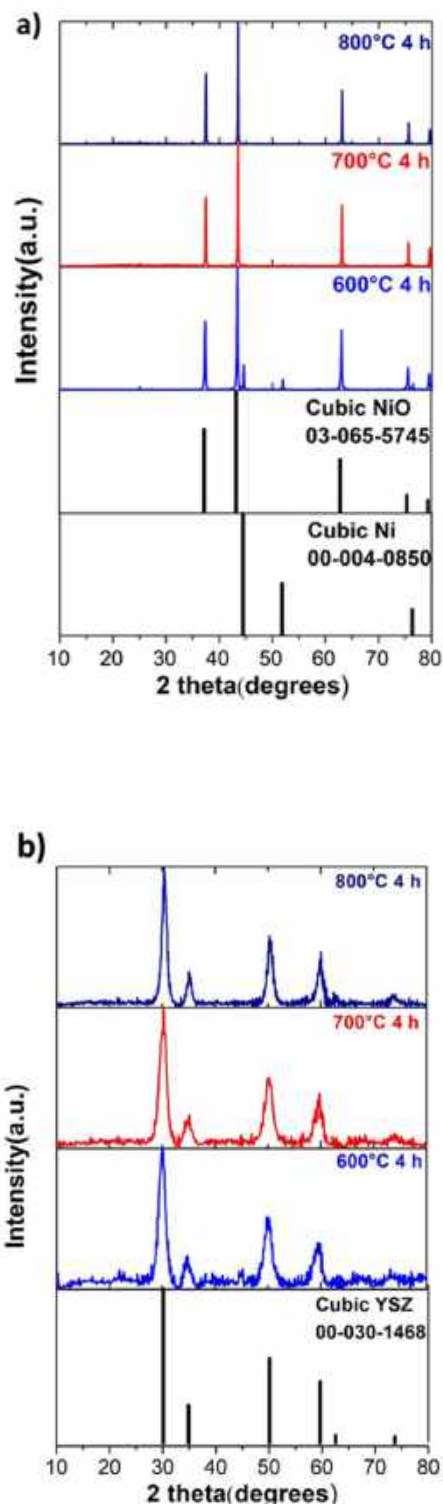 a)
800°C 4 h
700°C 4 h
600°C 4 h
Cubic NiO
03-065-5745
Cubic Ni
00-004-0850
Intensity(a.u.)
10 20 30 40 50 60 70 80
2 theta(degrees)
b)
800°C 4 h
700°C 4 h
600°C 4 h
Cubic YSZ
00-030-1468
Intensity(a.u.)
10 20 30 40 50 60 70 80
2 theta(degrees)